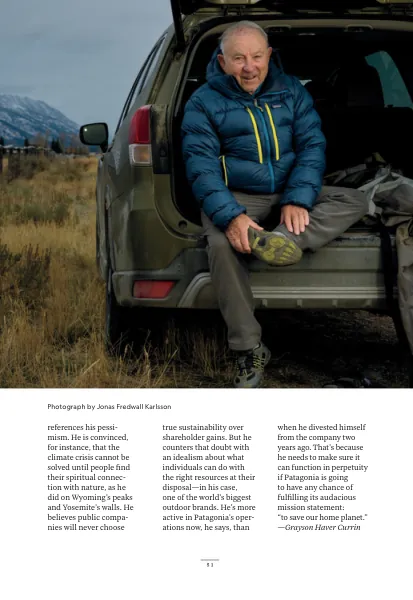 Photograph by Jonas Fredwall Karlsson
references his pessi-
mism. He is convinced,
for instance, that the
climate crisis cannot be
solved until people find
their spiritual connec-
tion with nature, as he
did on Wyoming’s peaks
and Yosemite’s walls. He
believes public compa-
nies will never choose
true sustainability over
shareholder gains. But he
counters that doubt with
an idealism about what
individuals can do with
the right resources at their
disposal—in his case,
one of the world’s biggest
outdoor brands. He’s more
active in Patagonia’s oper-
ations now, he says, than
when he divested himself
from the company two
years ago. That’s because
he needs to make sure it
can function in perpetuity
if Patagonia is going
to have any chance of
fulfilling its audacious
mission statement:
“to save our home planet.”
—Grayson Haver Currin